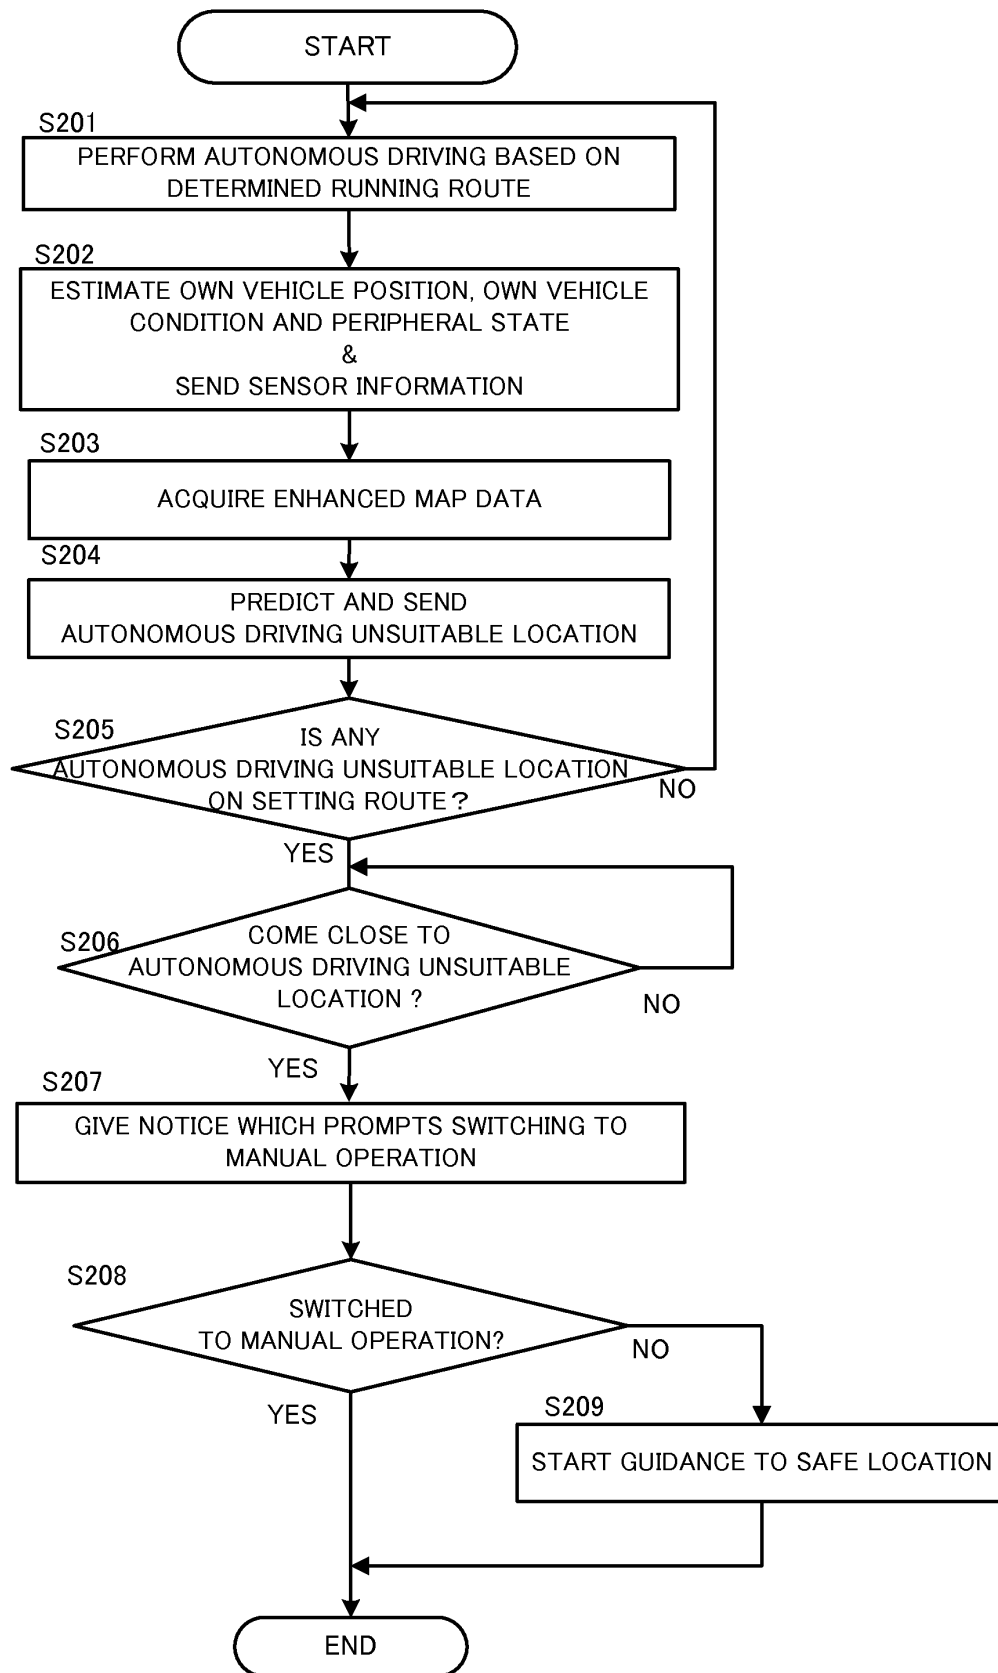 START
S201
PERFORM AUTONOMOUS DRIVING BASED ON
DETERMINED RUNNING ROUTE
S202
ESTIMATE OWN VEHICLE POSITION, OWN VEHICLE
CONDITION AND PERIPHERAL STATE
&
SEND SENSOR INFORMATION
S203
ACQUIRE ENHANCED MAP DATA
S204
PREDICT AND SEND
AUTONOMOUS DRIVING UNSUITABLE LOCATION
S205
IS ANY
AUTONOMOUS DRIVING UNSUITABLE LOCATION
ON SETTING ROUTE?
NO
YES
S206
COME CLOSE TO
AUTONOMOUS DRIVING UNSUITABLE
LOCATION ?
NO
YES
S207
GIVE NOTICE WHICH PROMPTS SWITCHING TO
MANUAL OPERATION
S208
SWITCHED
TO MANUAL OPERATION?
NO
YES
S209
START GUIDANCE TO SAFE LOCATION
END